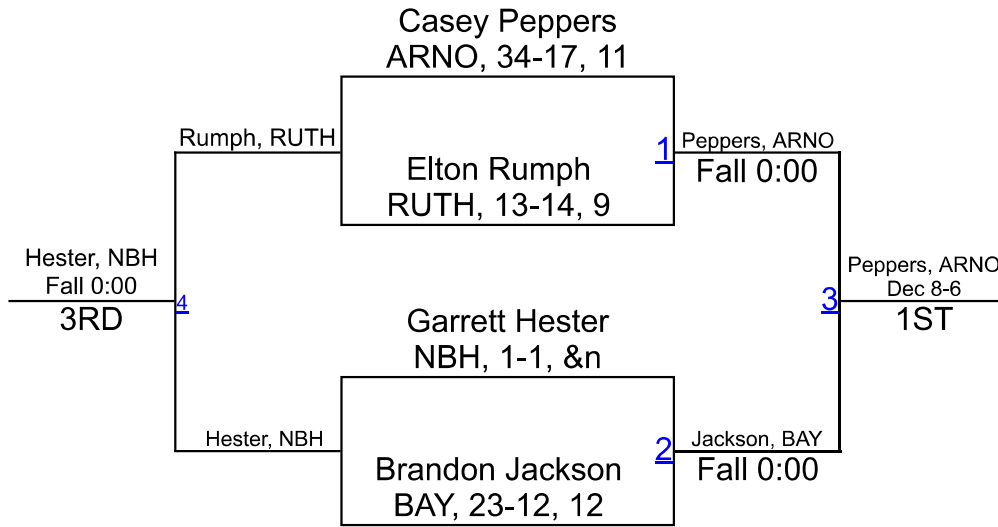 Casey Peppers
ARNO, 34-17, 11
Rumph, RUTH
1
Peppers, ARNO
Fall 0:00
Elton Rumph
RUTH, 13-14, 9
Hester, NBH
Fall 0:00
3RD
4
3
Peppers, ARNO
Dec 8-6
1ST
Garrett Hester
NBH, 1-1, &n
Hester, NBH
2
Jackson, BAY
Fall 0:00
Brandon Jackson
BAY, 23-12, 12